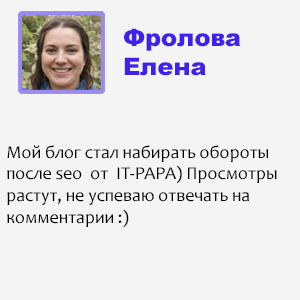 Фролова
Елена
Мой блог стал набирать обороты
после seo от IT-PAPA) Просмотры
растут, не успеваю отвечать на
комментарии :)